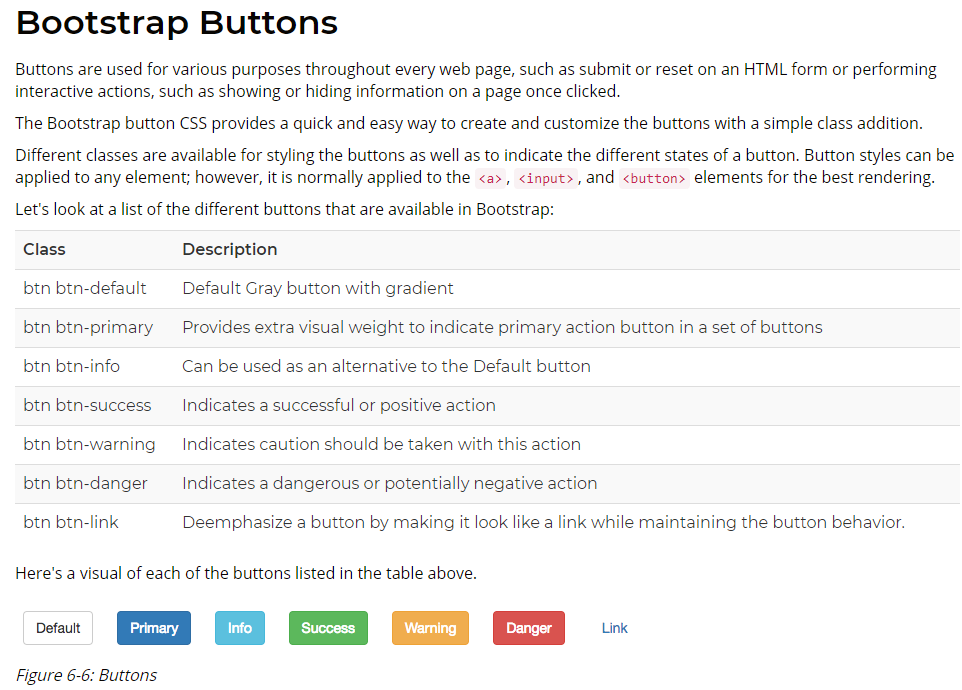 Bootstrap Buttons
Buttons are used for various purposes throughout every web page, such as submit or reset on an HTML form or performing
interactive actions, such as showing or hiding information on a page once clicked.
The Bootstrap button CSS provides a quick and easy way to create and customize the buttons with a simple class addition.
Different classes are available for styling the buttons as well as to indicate the different states of a button. Button styles can be
applied to any element; however, it is normally applied to the <a>, <input>, and <button> elements for the best rendering.
Let's look at a list of the different buttons that are available in Bootstrap:
Class Description
btn btn-default Default Gray button with gradient
btn btn-primary Provides extra visual weight to indicate primary action button in a set of buttons
btn btn-info Can be used as an alternative to the Default button
btn btn-success Indicates a successful or positive action
btn btn-warning Indicates caution should be taken with this action
btn btn-danger Indicates a dangerous or potentially negative action
btn btn-link Deemphasize a button by making it look like a link while maintaining the button behavior.
Here's a visual of each of the buttons listed in the table above.
Default Primary Info Success Warning Danger Link
Figure 6-6: Buttons